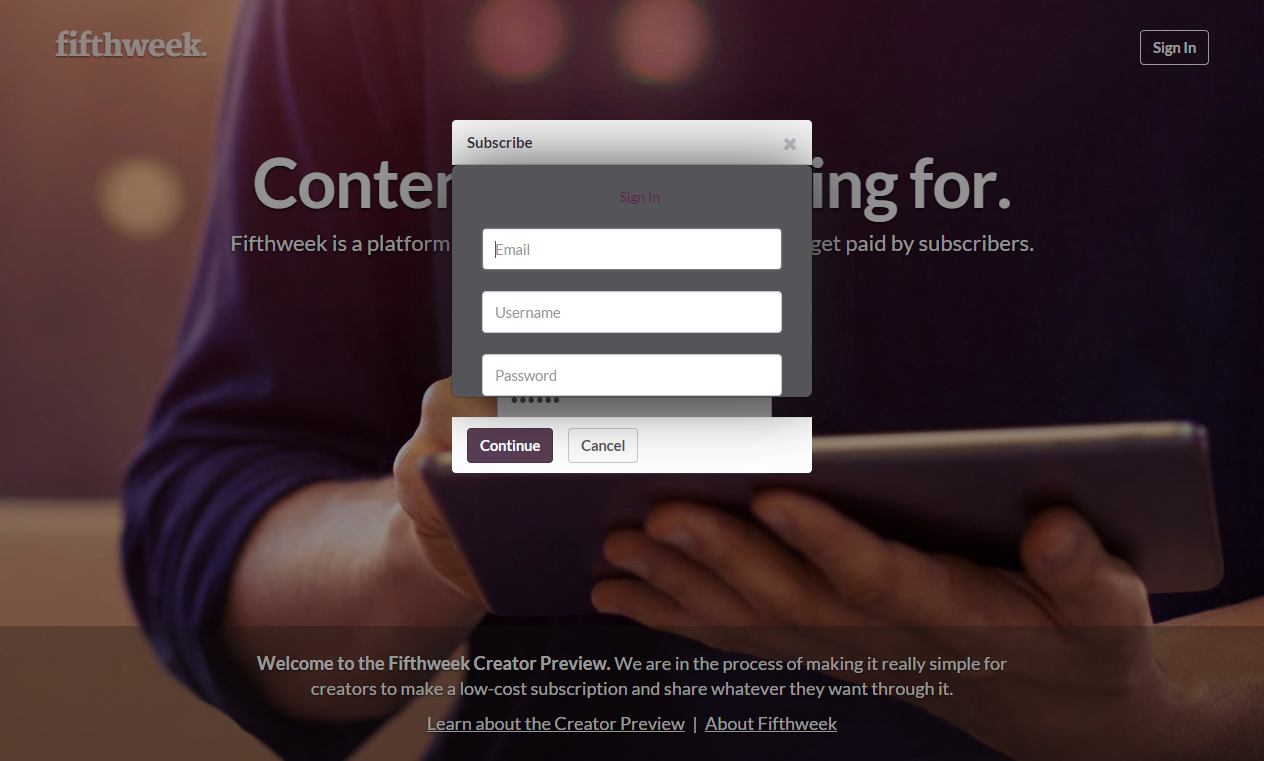 fifthweek.
Sign In
Subscribe
ing for.
Sign In
Fifthweek is a platform
get paid by subscribers.
Email
Username
Password
Continue
Cancel
Welcome to the Fifthweek Creator Preview. We are in the process of making it really simple for
creators to make a low-cost subscription and share whatever they want through it.
Learn about the Creator Preview | About Fifthweek